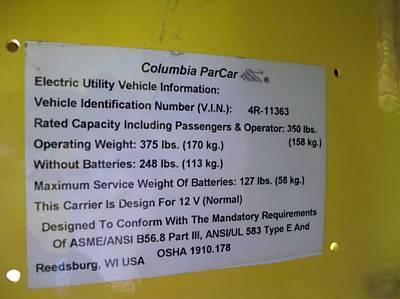 Columbia ParCar ®
Electric Utility Vehicle Information:
Vehicle Identification Number (V.I.N.): 4R-11363
Rated Capacity Including Passengers & Operator: 350 lbs.
(158 kg.)
Operating Weight: 375 lbs. (170 kg.)
Without Batteries: 248 lbs. (113 kg.)
Maximum Service Weight Of Batteries: 127 lbs. (58 kg.)
This Carrier Is Design For 12 V (Normal)
Designed To Conform With The Mandatory Requirements
Of ASME/ANSI B56.8 Part III, ANSI/UL 583 Type E And
OSHA 1910.178
Reedsburg, WI USA